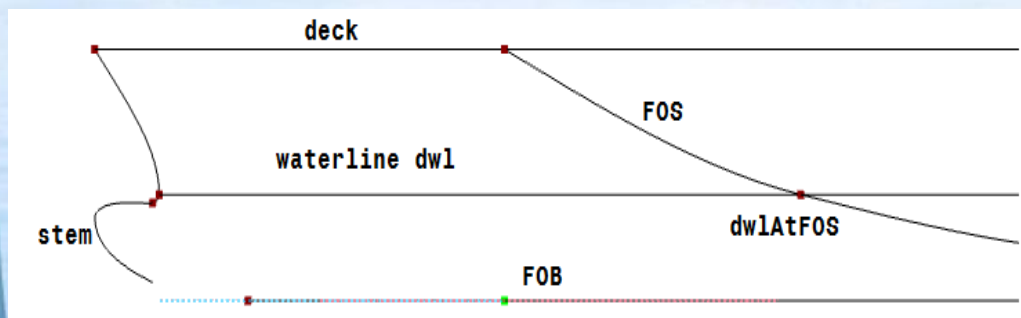 deck
FOS
waterline dwl
dwlAtFOS
stem
FOB